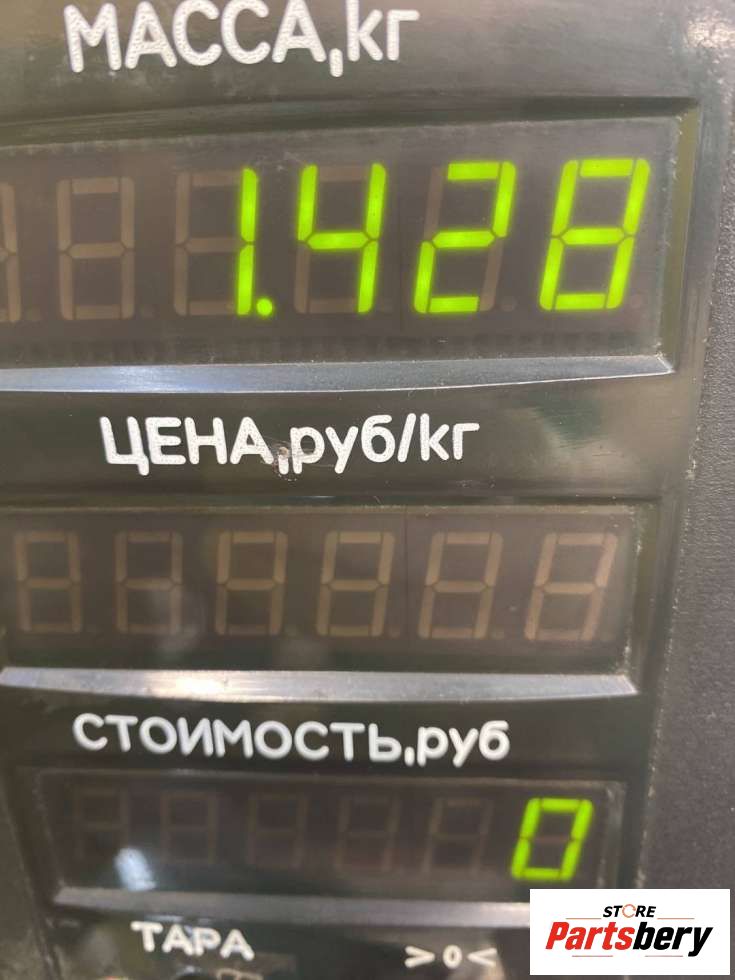 МАССА,кг
1.428
ЦЕНА,руб/кг
СТОИМОСТЬ,руб
0
ТАРА >0<
STORE
Partsbery